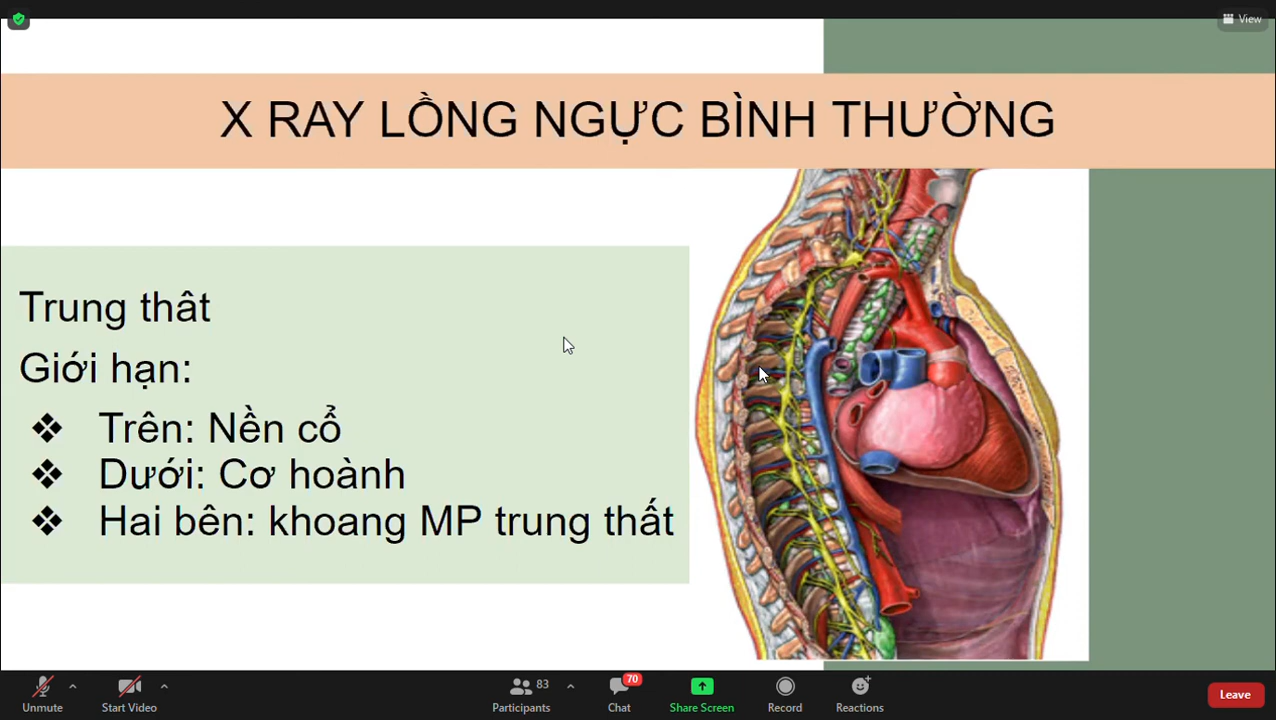 View
X RAY LỒNG NGỰC BÌNH THƯỜNG
Trung thât
Giới hạn:
❖ Trên: Nền cổ
❖ Dưới: Cơ hoành
❖ Hai bên: khoang MP trung thất
83
70
Unmute
Start Video
Participants
Chat
Share Screen
Record
Reactions
Leave